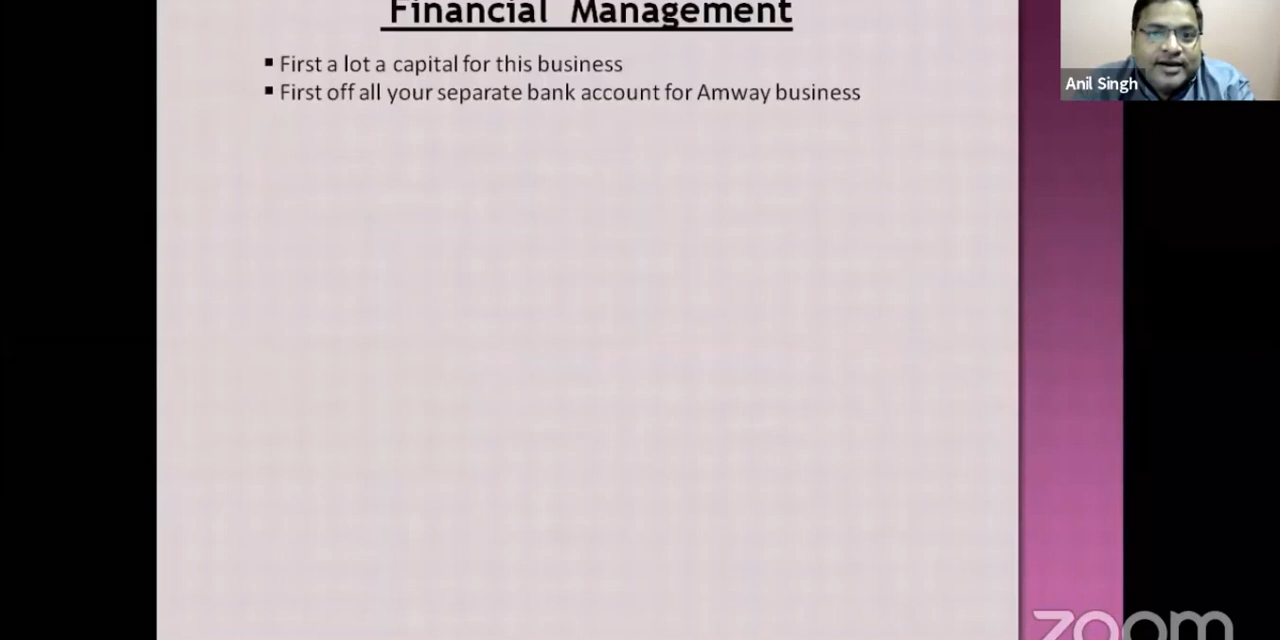 Financial Management
▪ First a lot a capital for this business
▪ First off all your separate bank account for Amway business
Anil Singh
zoom